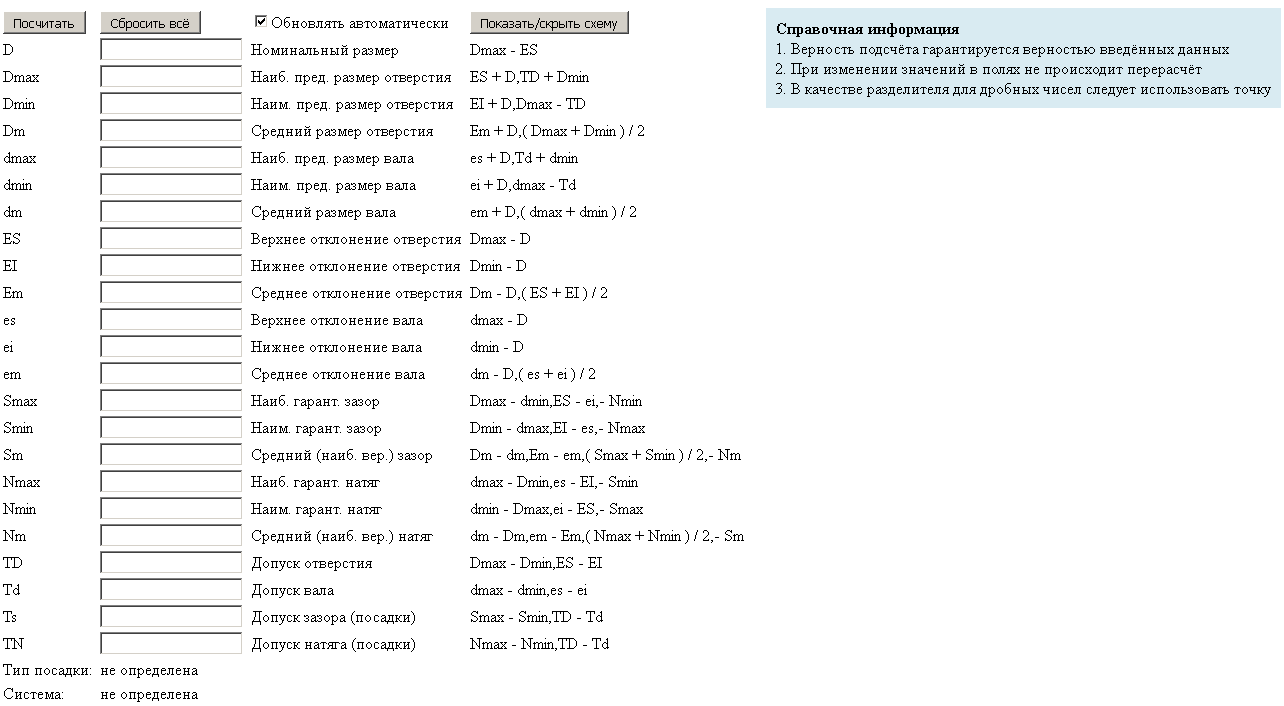 Посчитать Сбросить всё Обновлять автоматически Показать/скрыть схему
D Номинальный размер Dmax - ES
Dmax Наиб. пред. размер отверстия ES + D,TD + Dmin
Dmin Наим. пред. размер отверстия EI + D,Dmax - TD
Dm Средний размер отверстия Em + D,( Dmax + Dmin ) / 2
dmax Наиб. пред. размер вала es + D,Td + dmin
dmin Наим. пред. размер вала ei + D,dmax - Td
dm Средний размер вала em + D,( dmax + dmin ) / 2
ES Верхнее отклонение отверстия Dmax - D
EI Нижнее отклонение отверстия Dmin - D
Em Среднее отклонение отверстия Dm - D,( ES + EI ) / 2
es Верхнее отклонение вала dmax - D
ei Нижнее отклонение вала dmin - D
em Среднее отклонение вала dm - D,( es + ei ) / 2
Smax Наиб. гарант. зазор Dmax - dmin,ES - ei,- Nmin
Smin Наим. гарант. зазор Dmin - dmax,EI - es,- Nmax
Sm Средний (наиб. вер.) зазор Dm - dm,Em - em,( Smax + Smin ) / 2,- Nm
Nmax Наиб. гарант. натяг dmax - Dmin,es - EI,- Smin
Nmin Наим. гарант. натяг dmin - Dmax,ei - ES,- Smax
Nm Средний (наиб. вер.) натяг dm - Dm,em - Em,( Nmax + Nmin ) / 2,- Sm
TD Допуск отверстия Dmax - Dmin,ES - EI
Td Допуск вала dmax - dmin,es - ei
Ts Допуск зазора (посадки) Smax - Smin,TD - Td
TN Допуск натяга (посадки) Nmax - Nmin,TD - Td
Тип посадки: не определена
Система: не определена
Справочная информация
1. Верность подсчёта гарантируется верностью введённых данных
2. При изменении значений в полях не происходит перерасчёт
3. В качестве разделителя для дробных чисел следует использовать точку